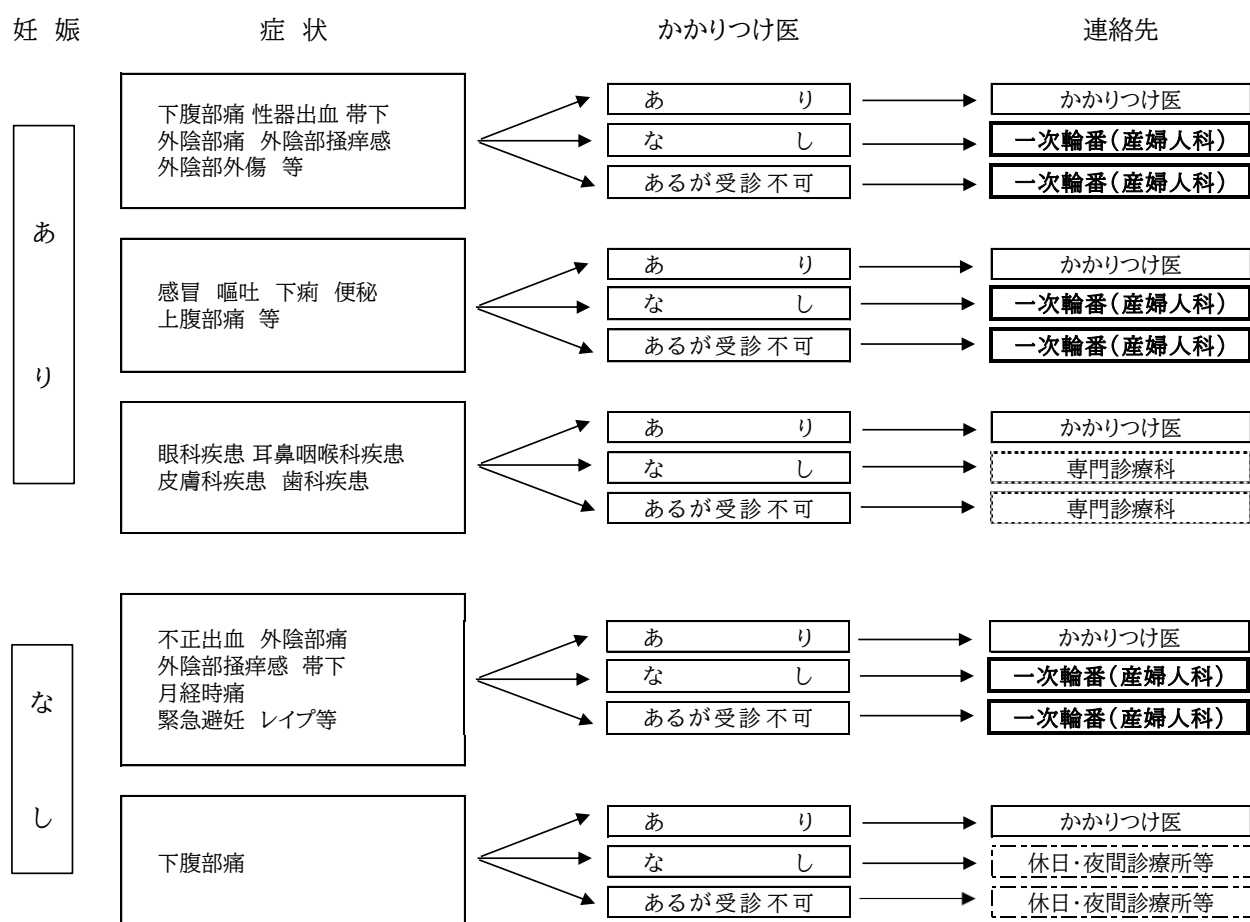 妊 娠 症 状 かかりつけ医 連絡先
あ り
下腹部痛 性器出血 帯下
外陰部痛 外陰部掻痒感
外陰部外傷 等
あ り かかりつけ医
な し 一次輪番(産婦人科)
あるが受診不可 一次輪番(産婦人科)
感冒 嘔吐 下痢 便秘
上腹部痛 等
あ り かかりつけ医
な し 一次輪番(産婦人科)
あるが受診不可 一次輪番(産婦人科)
眼科疾患 耳鼻咽喉科疾患
皮膚科疾患 歯科疾患
あ り かかりつけ医
な し 専門診療科
あるが受診不可 専門診療科
な し
不正出血 外陰部痛
外陰部掻痒感 帯下
月経時痛
緊急避妊 レイプ等
あ り かかりつけ医
な し 一次輪番(産婦人科)
あるが受診不可 一次輪番(産婦人科)
下腹部痛
あ り かかりつけ医
な し 休日・夜間診療所等
あるが受診不可 休日・夜間診療所等